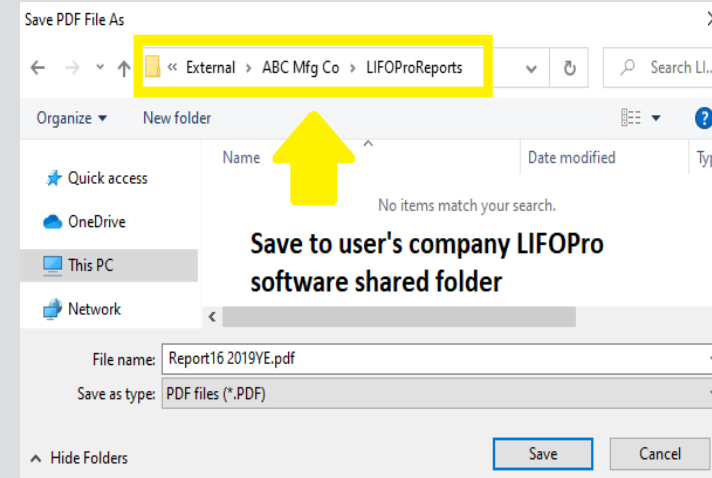 Save PDF File As
« External > ABC Mfg Co > LIFOProReports
Search LI...
Organize New folder
?
Name Date modified Ty
Quick access
No items match your search.
OneDrive
Save to user's company LIFOPro
software shared folder
This PC
Network
File name: Report16 2019YE.pdf
Save as type: PDF files (*.PDF)
Hide Folders Save Cancel